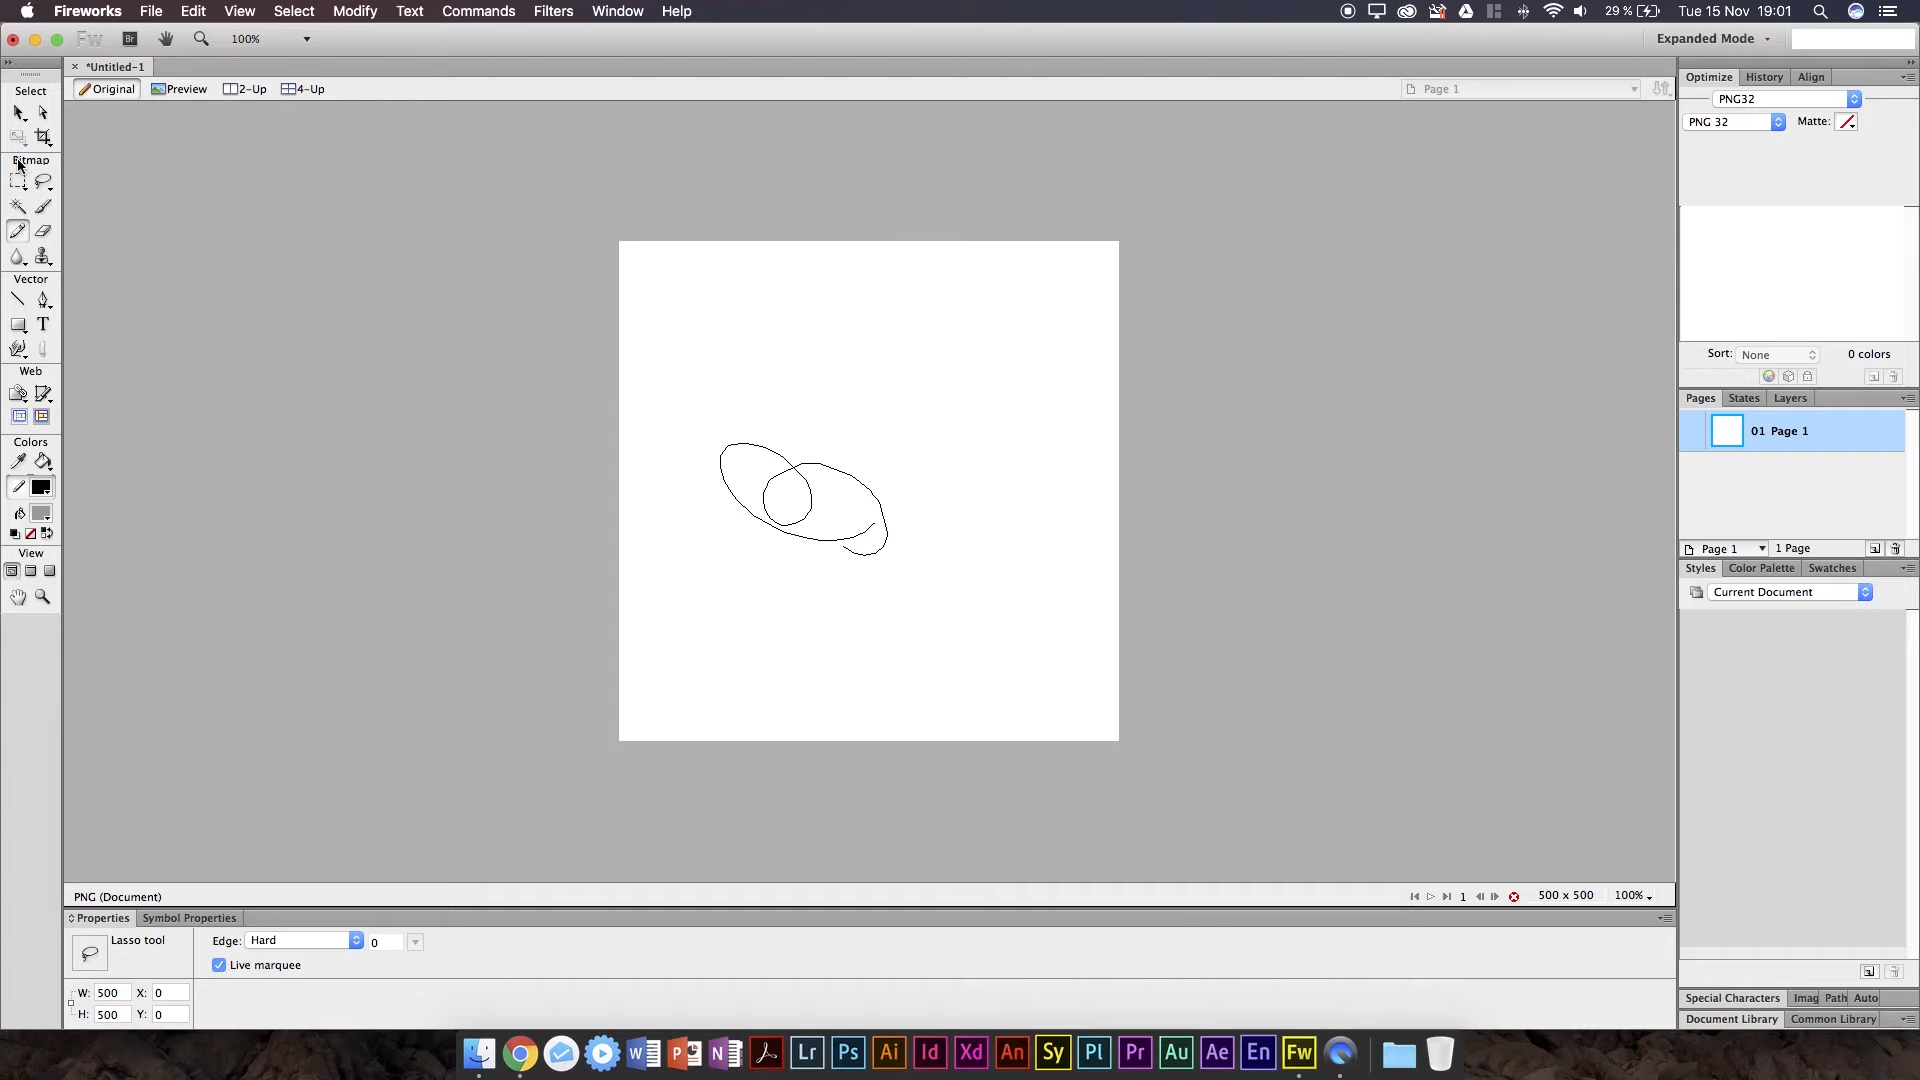 Fireworks File Edit View Select Modify Text Commands Filters Window Help 29 % Tue 15 Nov 19:01
Fw Br 100% Expanded Mode
*Untitled-1
Original Preview 2-Up 4-Up Page 1
Select
Bitmap
Vector
T
Web
Colors
View
Optimize History Align
PNG32
PNG 32 Matte:
Sort: None 0 colors
Pages States Layers
01 Page 1
Page 1 1 Page
Styles Color Palette Swatches
Current Document
Special Characters Imag Path Auto
Document Library Common Library
PNG (Document) 1 500 x 500 100%
Properties Symbol Properties
Lasso tool Edge: Hard 0
Live marquee
W: 500 X: 0
H: 500 Y: 0
W P N Lr Ps Ai Id Xd An Sy Pl Pr Au Ae En Fw